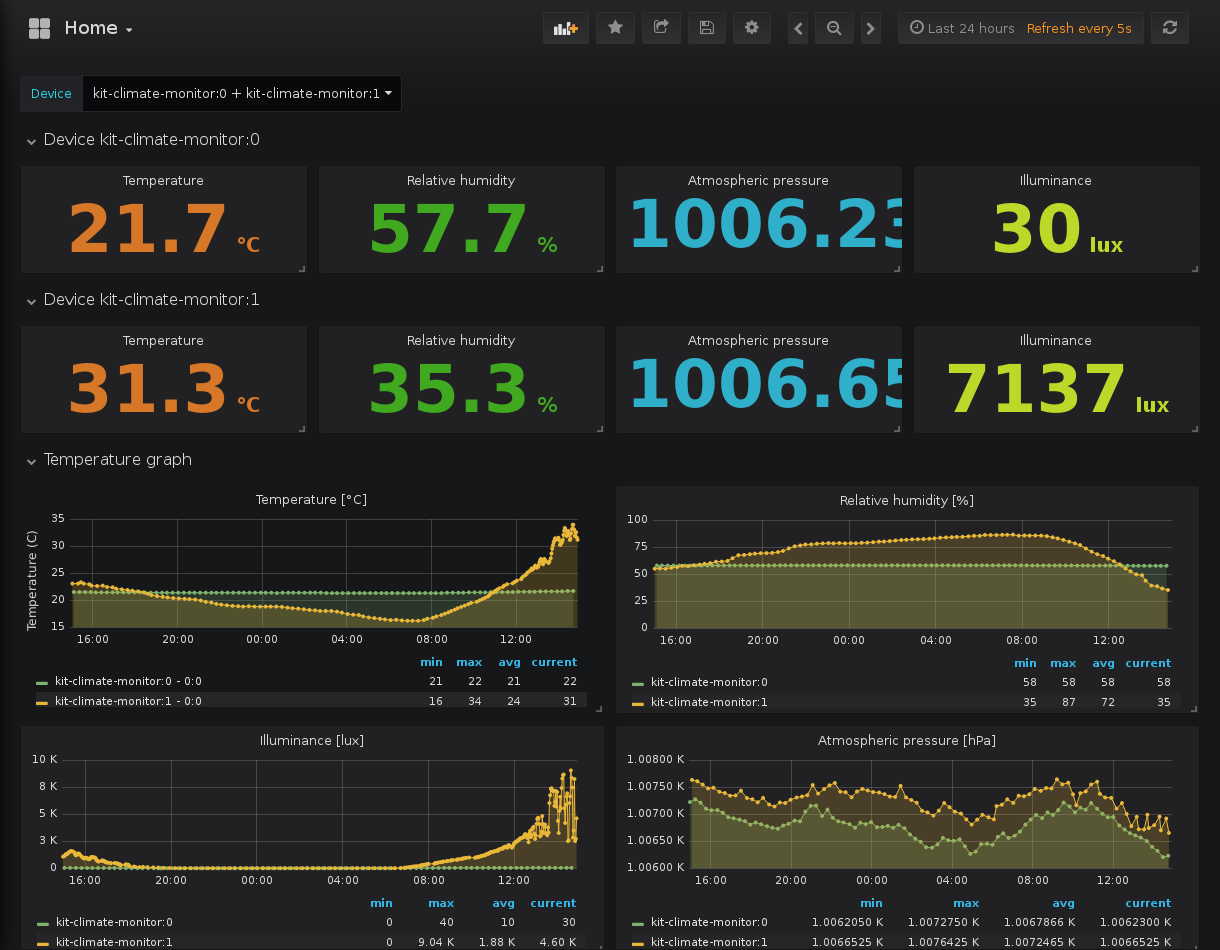 Home
Last 24 hours Refresh every 5s
Device kit-climate-monitor:0 + kit-climate-monitor:1
Device kit-climate-monitor:0
Temperature Relative humidity Atmospheric pressure Illuminance
21.7 °C 57.7 % 1006.23 30 lux
Device kit-climate-monitor:1
Temperature Relative humidity Atmospheric pressure Illuminance
31.3 °C 35.3 % 1006.65 7137 lux
Temperature graph
Temperature [°C]
Temperature (C)
35
30
25
20
15
16:00 20:00 00:00 04:00 08:00 12:00
min max avg current
kit-climate-monitor:0 - 0:0 21 22 21 22
kit-climate-monitor:1 - 0:0 16 34 24 31
Relative humidity [%]
100
75
50
25
0
16:00 20:00 00:00 04:00 08:00 12:00
min max avg current
kit-climate-monitor:0 58 58 58 58
kit-climate-monitor:1 35 87 72 35
Illuminance [lux]
10 K
8 K
5 K
3 K
0
16:00 20:00 00:00 04:00 08:00 12:00
min max avg current
kit-climate-monitor:0 0 40 10 30
kit-climate-monitor:1 0 9.04 K 1.88 K 4.60 K
Atmospheric pressure [hPa]
1.00800 K
1.00750 K
1.00700 K
1.00650 K
1.00600 K
16:00 20:00 00:00 04:00 08:00 12:00
min max avg current
kit-climate-monitor:0 1.0062050 K 1.0072750 K 1.0067866 K 1.0062300 K
kit-climate-monitor:1 1.0066525 K 1.0076425 K 1.0072465 K 1.0066525 K